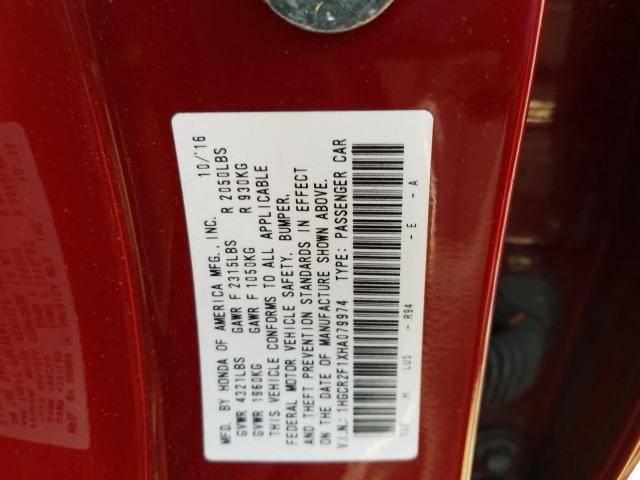 MFD. BY HONDA OF AMERICA MFG., INC. 10/16
GVWR 4321LBS GAWR F 2315LBS R 2050LBS
GVWR 1960KG GAWR F 1050KG R 930KG
THIS VEHICLE CONFORMS TO ALL APPLICABLE
FEDERAL MOTOR VEHICLE SAFETY, BUMPER,
AND THEFT PREVENTION STANDARDS IN EFFECT
ON THE DATE OF MANUFACTURE SHOWN ABOVE.
V.I.N.: 1HGCR2F1XHA079974 TYPE: PASSENGER CAR
H LUS - R94 - E - A